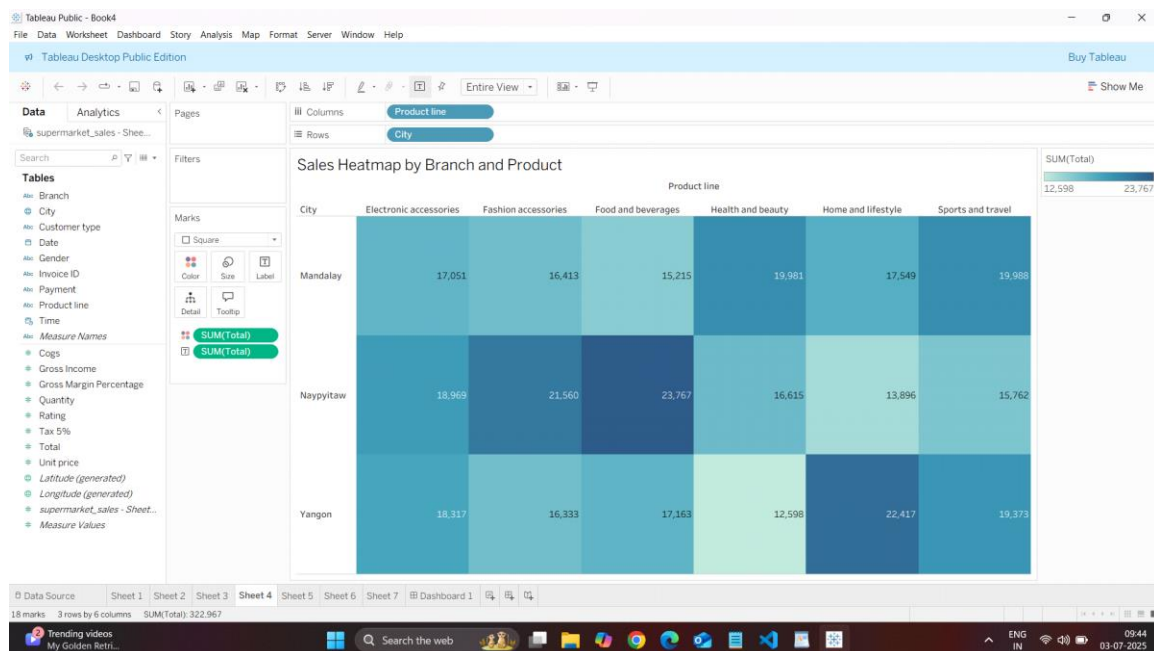 Tableau Public - Book4
File Data Worksheet Dashboard Story Analysis Map Format Server Window Help
Tableau Desktop Public Edition
Buy Tableau
Entire View
Show Me
Data Analytics
supermarket_sales - Shee...
Search
Tables
Abc Branch
City
Abc Customer type
Date
Abc Gender
Abc Invoice ID
Abc Payment
Abc Product line
Time
Abc Measure Names
Cogs
Gross Income
Gross Margin Percentage
Quantity
Rating
Tax 5%
Total
Unit price
Latitude (generated)
Longitude (generated)
supermarket_sales - Sheet...
Measure Values
Pages
Filters
Marks
Square
Color Size Label
Detail Tooltip
SUM(Total)
SUM(Total)
Columns Product line
Rows City
Sales Heatmap by Branch and Product
Product line
City Electronic accessories Fashion accessories Food and beverages Health and beauty Home and lifestyle Sports and travel
Mandalay 17,051 16,413 15,215 19,981 17,549 19,988
Naypyitaw 18,969 21,560 23,767 16,615 13,896 15,762
Yangon 18,317 16,333 17,163 12,598 22,417 19,373
SUM(Total)
12,598 23,767
Data Source Sheet 1 Sheet 2 Sheet 3 Sheet 4 Sheet 5 Sheet 6 Sheet 7 Dashboard 1
18 marks 3 rows by 6 columns SUM(Total): 322,967
2
Trending videos
My Golden Retri...
Search the web
ENG
IN
09:44
03-07-2025